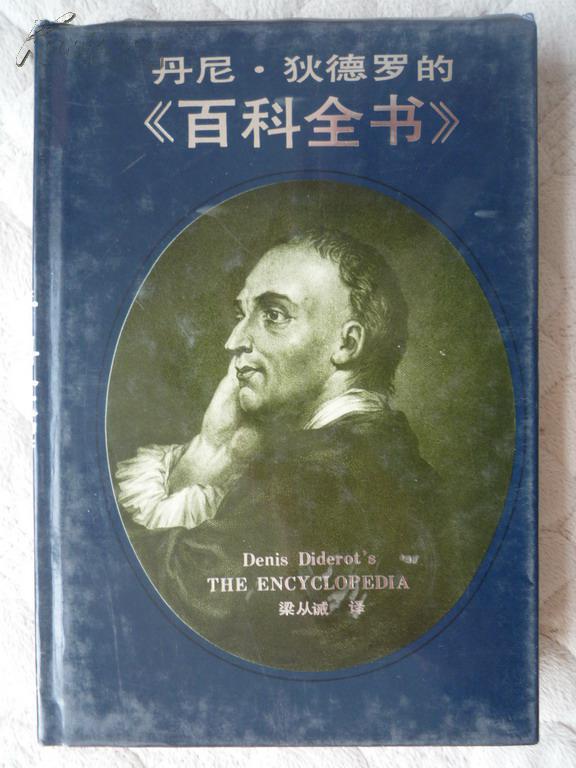 丹尼·狄德罗的
《百科全书》
Denis Diderot's
THE ENCYCLOPEDIA
梁从诫 译